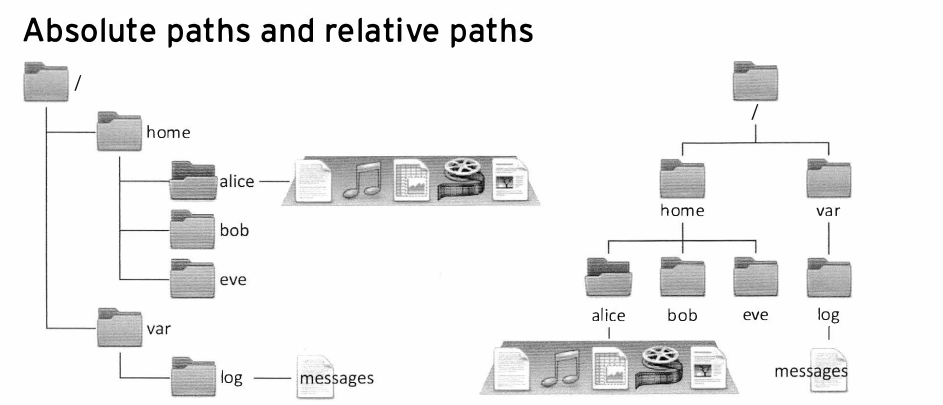 Absolute paths and relative paths
/
home
alice
bob
eve
var
log
messages
/
home
var
alice
bob
eve
log
messages